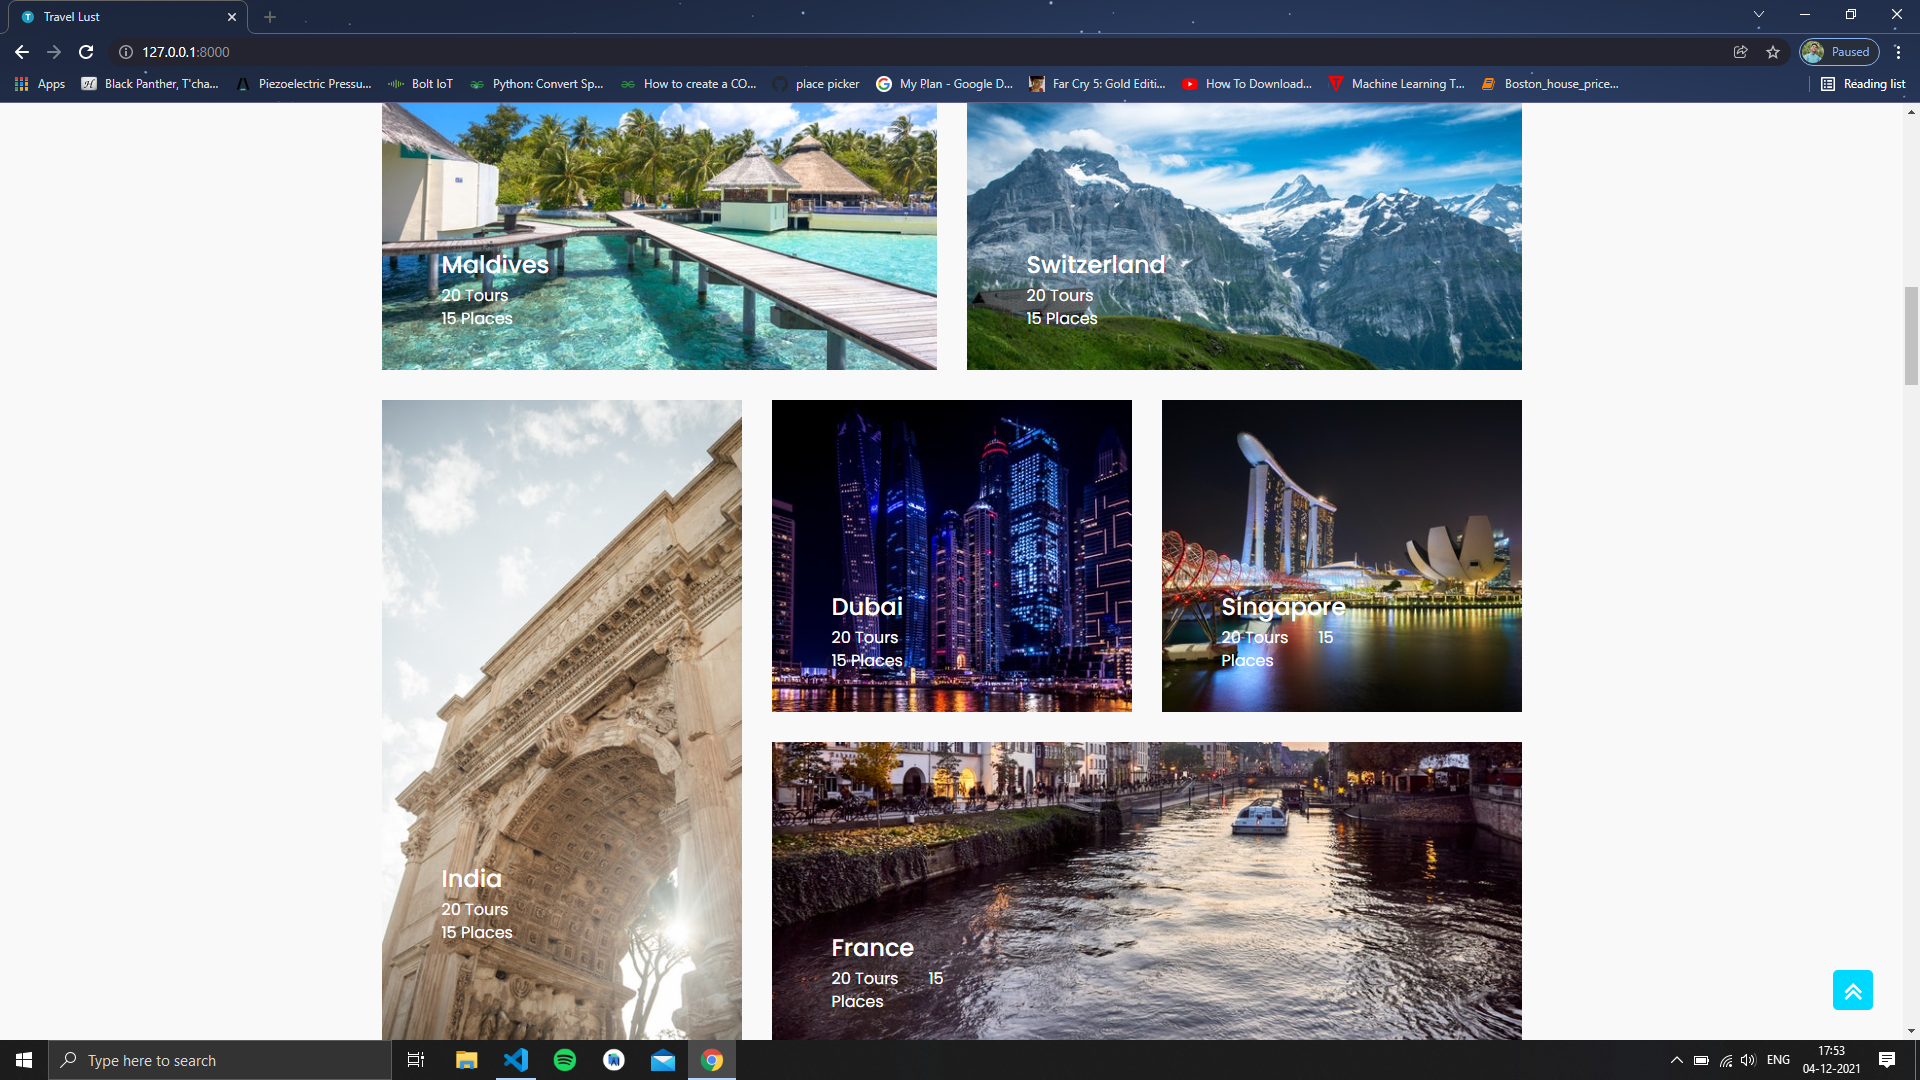 Travel Lust
127.0.0.1:8000
Paused
Apps
Black Panther, T'cha...
Piezoelectric Pressu...
Bolt IoT
Python: Convert Sp...
How to create a CO...
place picker
My Plan - Google D...
Far Cry 5: Gold Editi...
How To Download...
Machine Learning T...
Boston_house_price...
Reading list
Maldives
20 Tours
15 Places
Switzerland
20 Tours
15 Places
Dubai
20 Tours
15 Places
Singapore
20 Tours 15
Places
India
20 Tours
15 Places
France
20 Tours 15
Places
Type here to search
ENG
17:53
04-12-2021